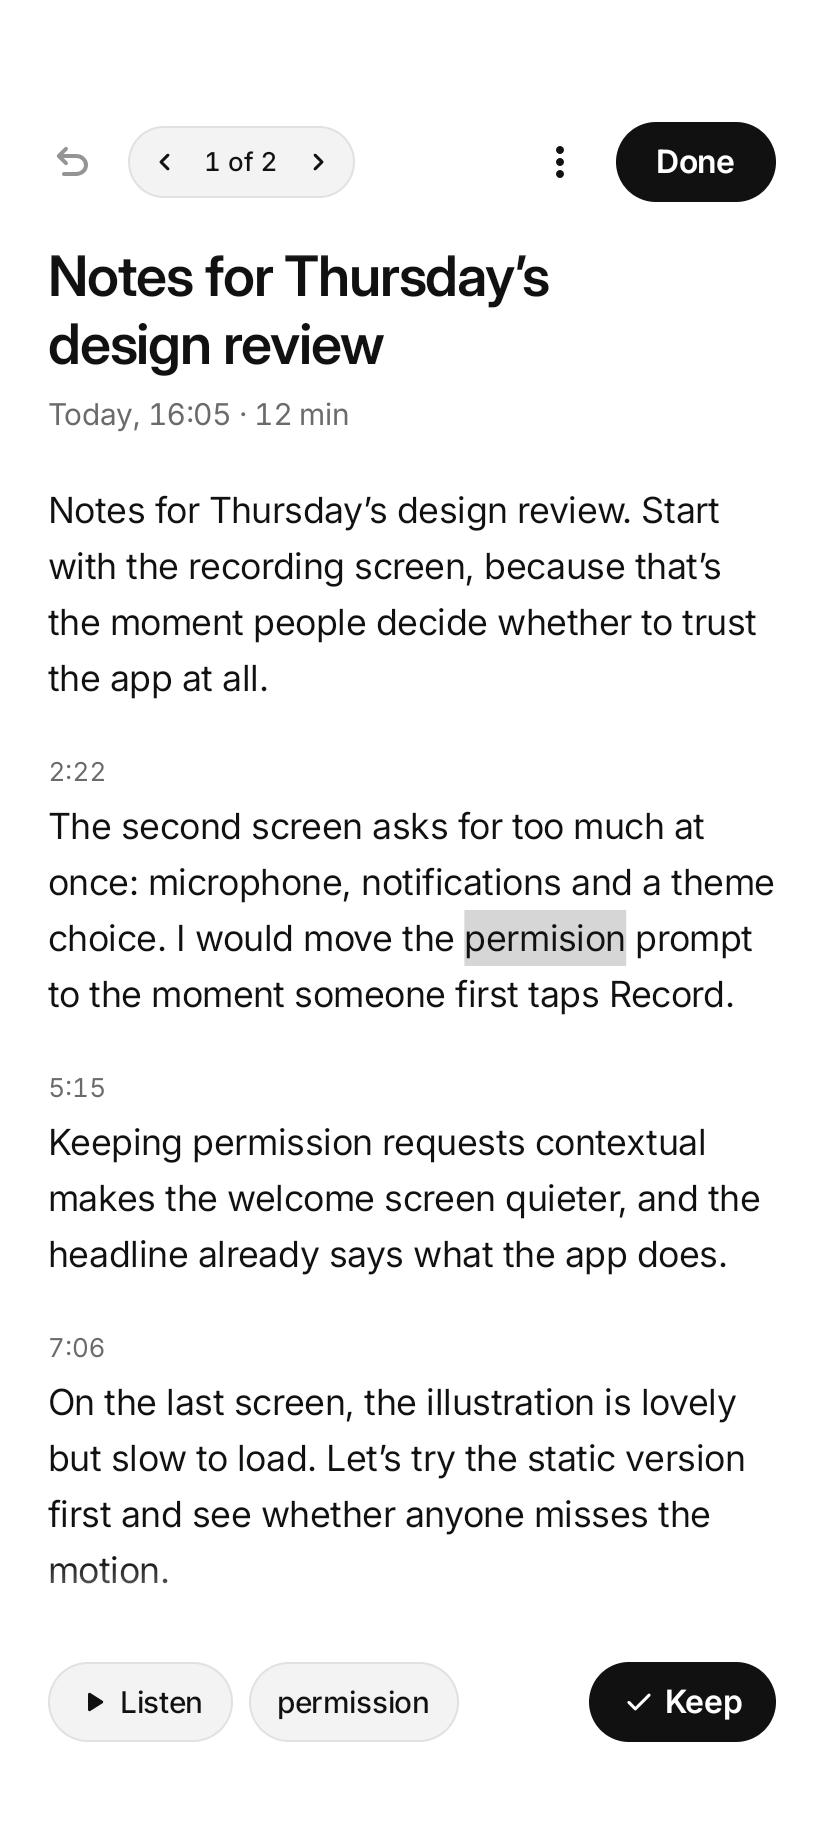 1 of 2
Done
Notes for Thursday’s
design review
Today, 16:05 · 12 min
Notes for Thursday’s design review. Start
with the recording screen, because that’s
the moment people decide whether to trust
the app at all.
2:22
The second screen asks for too much at
once: microphone, notifications and a theme
choice. I would move the permision prompt
to the moment someone first taps Record.
5:15
Keeping permission requests contextual
makes the welcome screen quieter, and the
headline already says what the app does.
7:06
On the last screen, the illustration is lovely
but slow to load. Let’s try the static version
first and see whether anyone misses the
motion.
Listen
permission
Keep